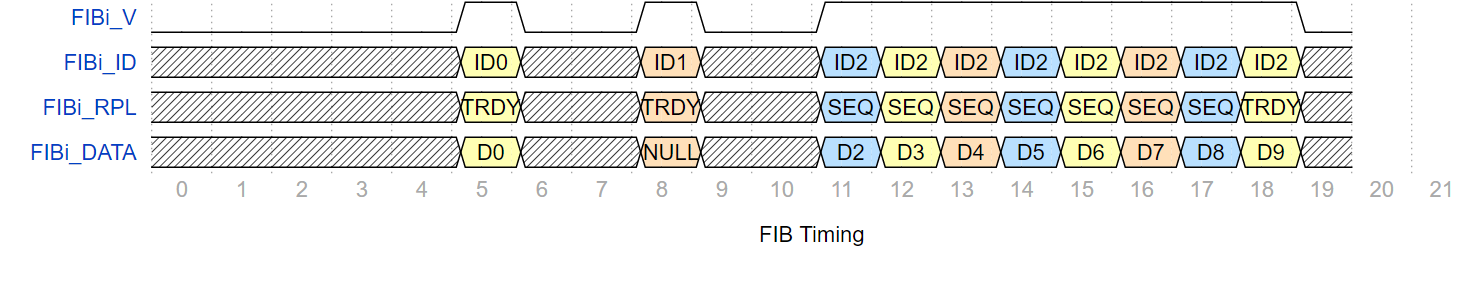 FIBi_V
FIBi_ID ID0 ID1 ID2 ID2 ID2 ID2 ID2 ID2 ID2 ID2
FIBi_RPL TRDY TRDY SEQ SEQ SEQ SEQ SEQ SEQ SEQ TRDY
FIBi_DATA D0 NULL D2 D3 D4 D5 D6 D7 D8 D9
0 1 2 3 4 5 6 7 8 9 10 11 12 13 14 15 16 17 18 19 20 21
FIB Timing